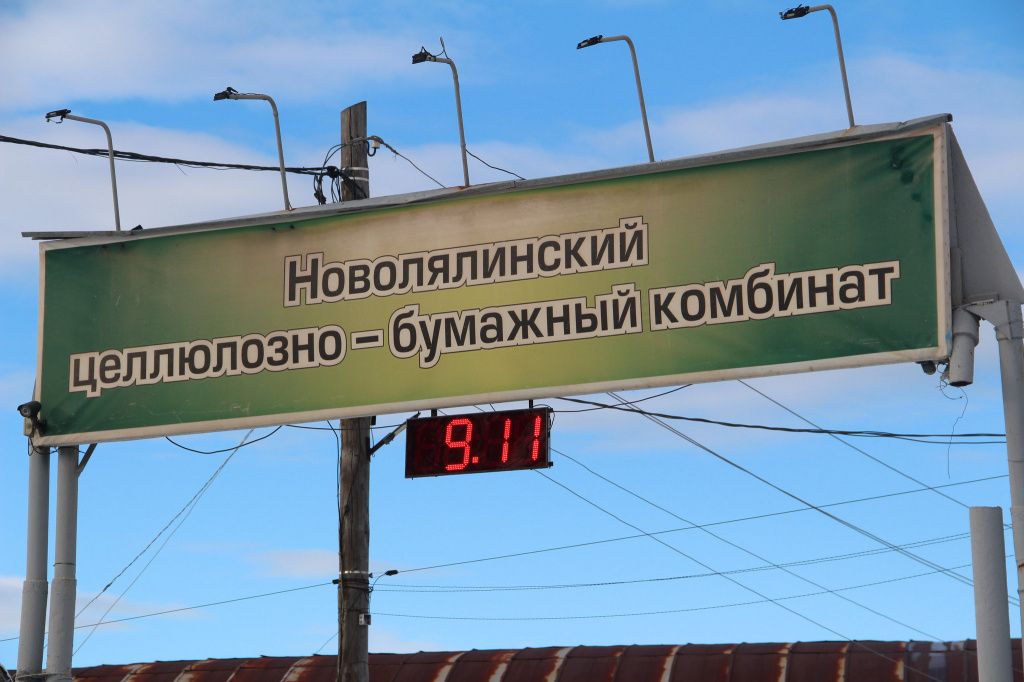 Новолялинский
целлюлозно – бумажный комбинат
9.11